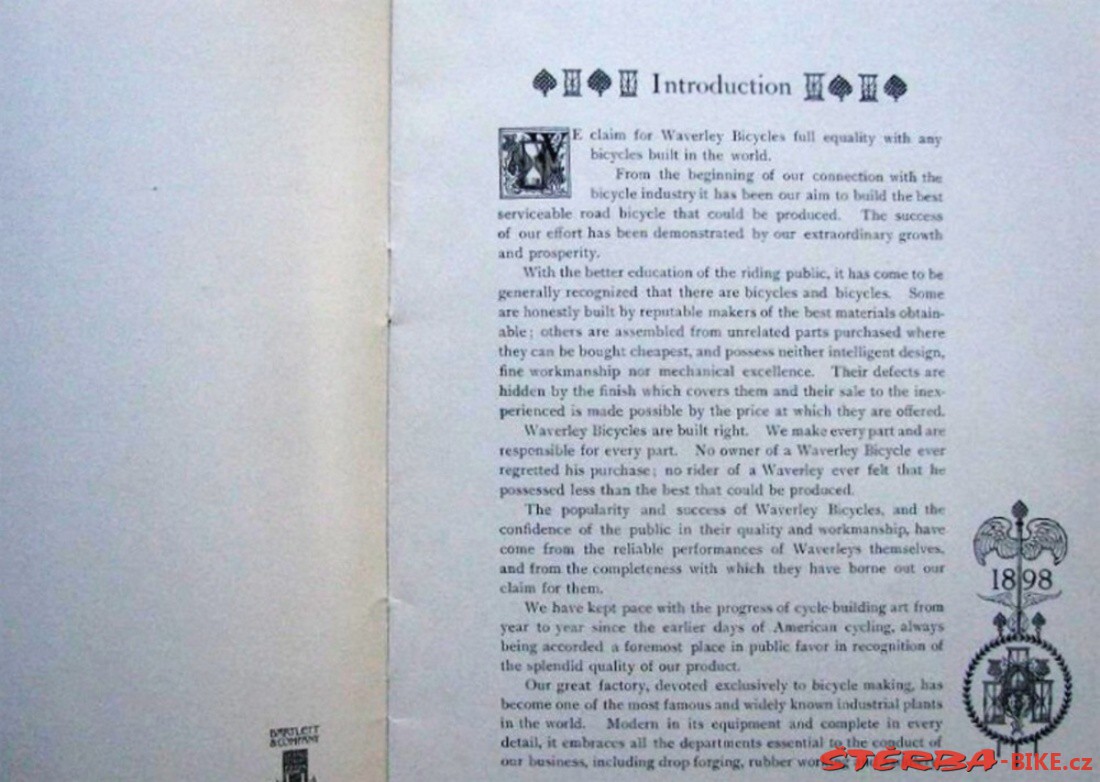 Introduction
WE claim for Waverley Bicycles full equality with any
bicycles built in the world.
From the beginning of our connection with the
bicycle industry it has been our aim to build the best
serviceable road bicycle that could be produced. The success
of our effort has been demonstrated by our extraordinary growth
and prosperity.
With the better education of the riding public, it has come to be
generally recognized that there are bicycles and bicycles. Some
are honestly built by reputable makers of the best materials obtain-
able; others are assembled from unrelated parts purchased where
they can be bought cheapest, and possess neither intelligent design,
fine workmanship nor mechanical excellence. Their defects are
hidden by the finish which covers them and their sale to the inex-
perienced is made possible by the price at which they are offered.
Waverley Bicycles are built right. We make every part and are
responsible for every part. No owner of a Waverley Bicycle ever
regretted his purchase; no rider of a Waverley ever felt that he
possessed less than the best that could be produced.
The popularity and success of Waverley Bicycles, and the
confidence of the public in their quality and workmanship, have
come from the reliable performances of Waverleys themselves,
and from the completeness with which they have borne out our
claim for them.
We have kept pace with the progress of cycle-building art from
year to year since the earlier days of American cycling, always
being accorded a foremost place in public favor in recognition of
the splendid quality of our product.
Our great factory, devoted exclusively to bicycle making, has
become one of the most famous and widely known industrial plants
in the world. Modern in its equipment and complete in every
detail, it embraces all the departments essential to the conduct of
our business, including drop forging, rubber
1898
BARTLETT
& COMPANY
ŠTĚRBA-BIKE.cz